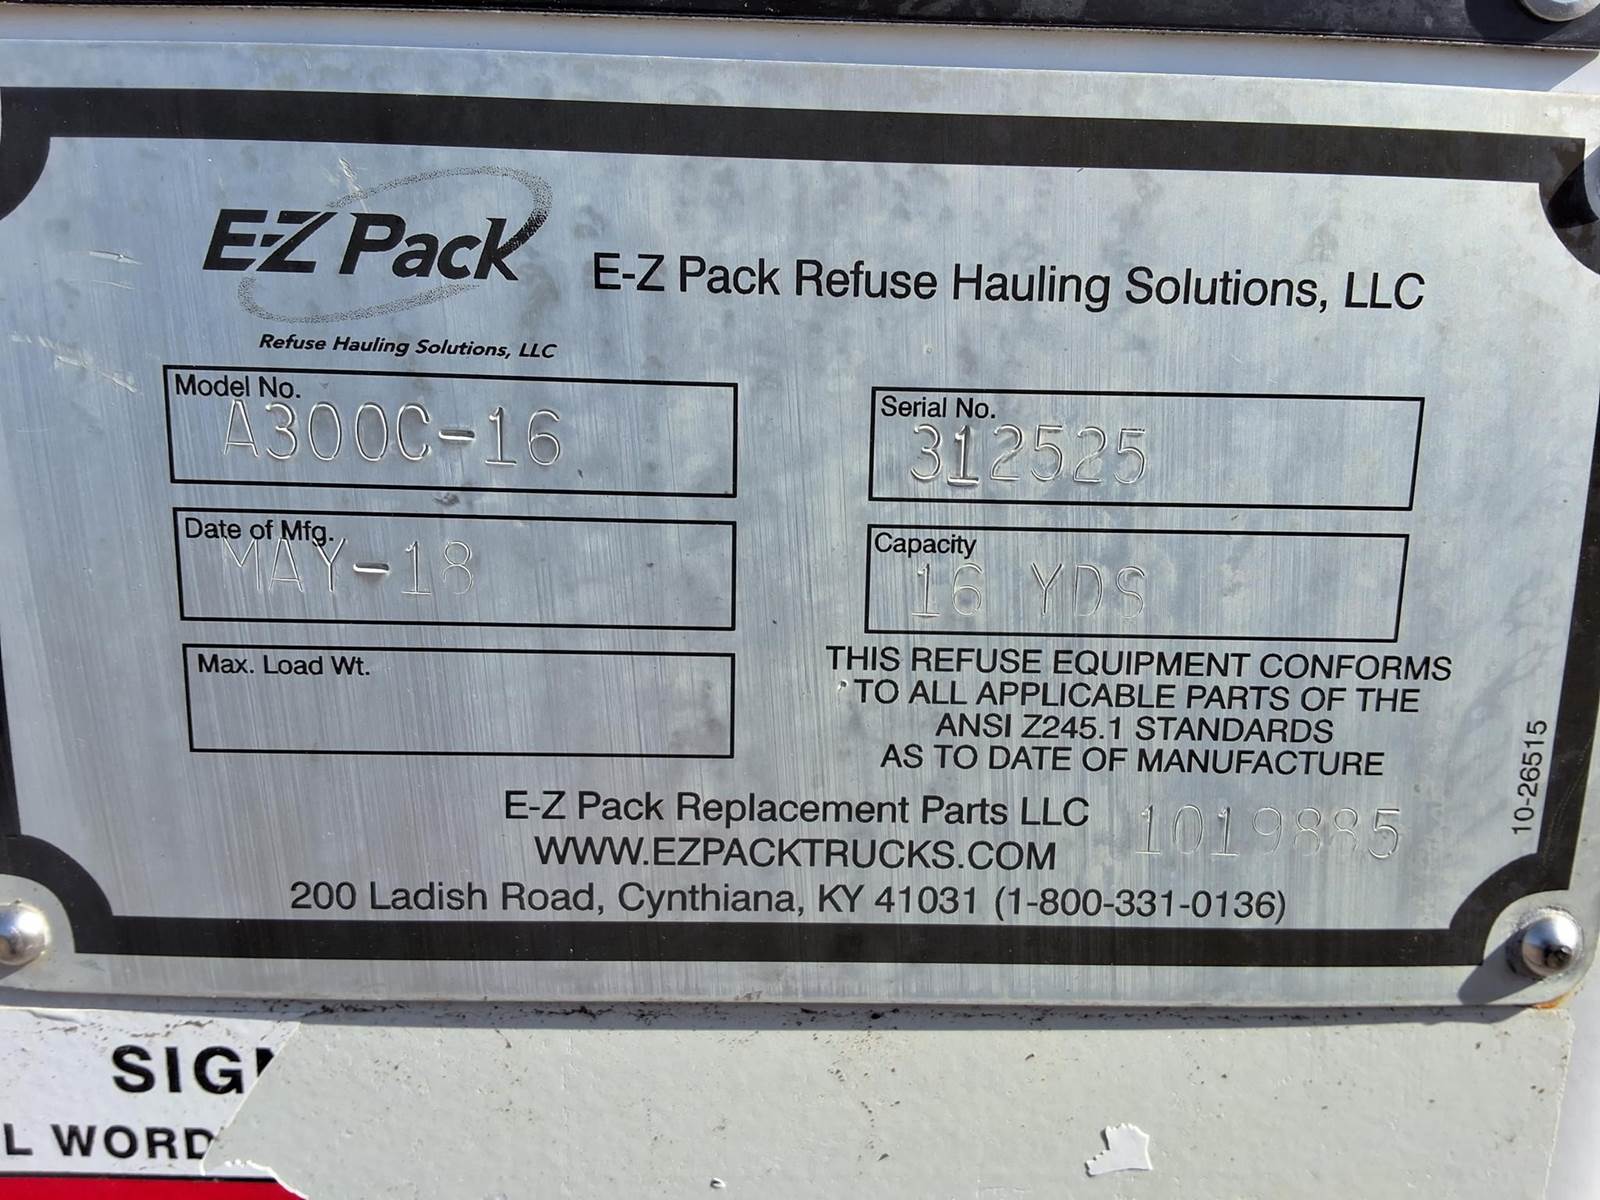 E-Z Pack
Refuse Hauling Solutions, LLC
E-Z Pack Refuse Hauling Solutions, LLC
Model No.
A300C-16
Serial No.
312525
Date of Mfg.
MAY-18
Capacity
16 YDS
Max. Load Wt.
THIS REFUSE EQUIPMENT CONFORMS
TO ALL APPLICABLE PARTS OF THE
ANSI Z245.1 STANDARDS
AS TO DATE OF MANUFACTURE
10-26515
E-Z Pack Replacement Parts LLC
1019885
WWW.EZPACKTRUCKS.COM
200 Ladish Road, Cynthiana, KY 41031 (1-800-331-0136)
SIG
L WORD